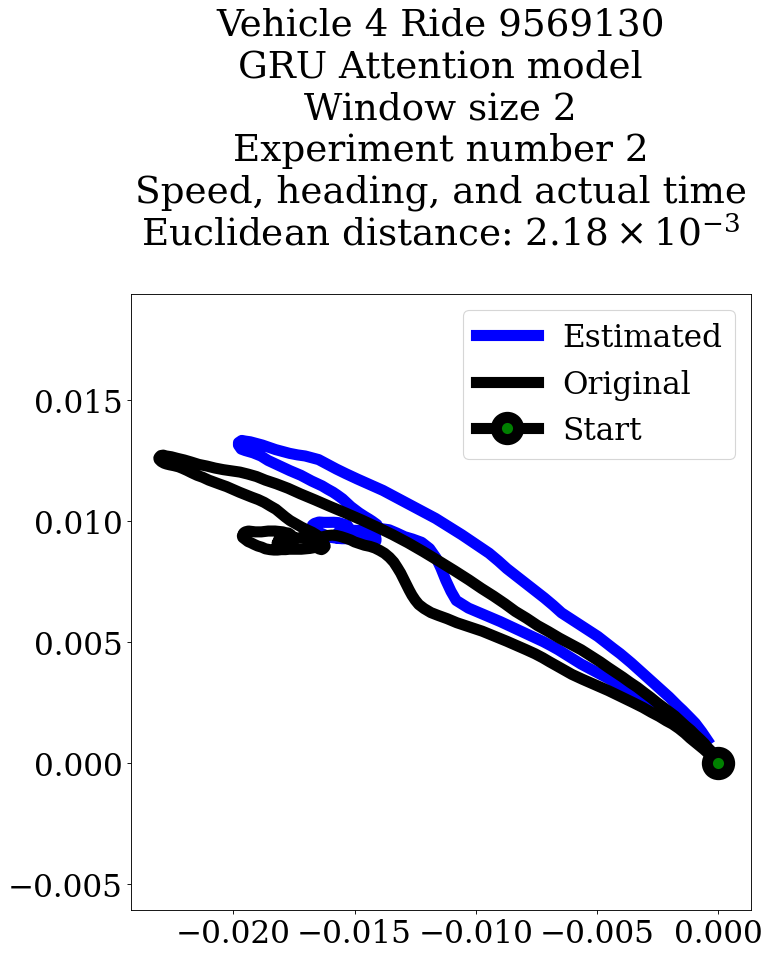 Vehicle 4 Ride 9569130
GRU Attention model
Window size 2
Experiment number 2
Speed, heading, and actual time
Euclidean distance: 2.18 × 10⁻³
Estimated
Original
Start
0.015
0.010
0.005
0.000
−0.005
−0.020 −0.015 −0.010 −0.005 0.000